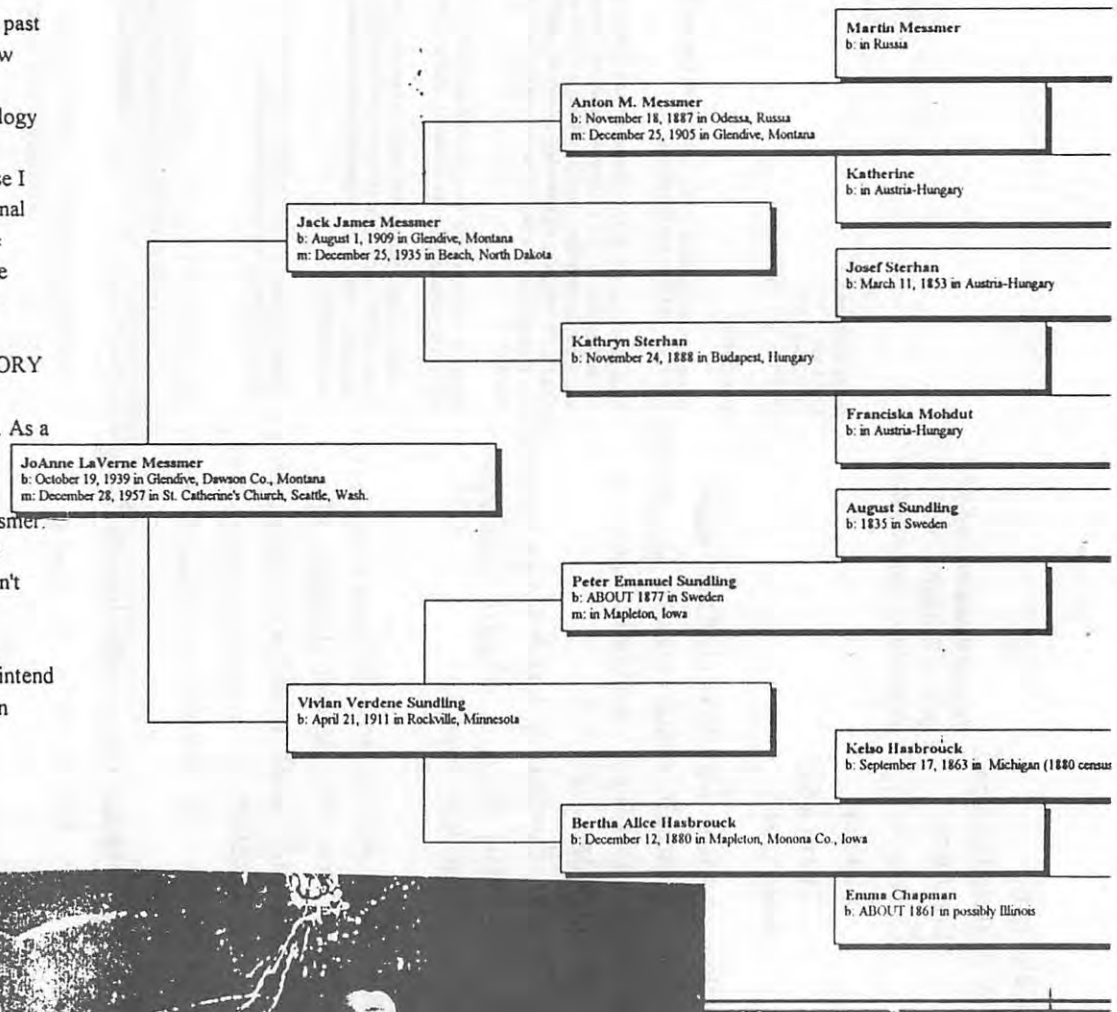 past
w
logy
se I
nal
e
ORY
. As a
smer.
n't
intend
n
Martin Messmer
b: in Russia
Anton M. Messmer
b: November 18, 1887 in Odessa, Russia
m: December 25, 1905 in Glendive, Montana
Katherine
b: in Austria-Hungary
Jack James Messmer
b: August 1, 1909 in Glendive, Montana
m: December 25, 1935 in Beach, North Dakota
Josef Sterhan
b: March 11, 1853 in Austria-Hungary
Kathryn Sterhan
b: November 24, 1888 in Budapest, Hungary
Franciska Mohdut
b: in Austria-Hungary
JoAnne LaVerne Messmer
b: October 19, 1939 in Glendive, Dawson Co., Montana
m: December 28, 1957 in St. Catherine's Church, Seattle, Wash.
August Sundling
b: 1835 in Sweden
Peter Emanuel Sundling
b: ABOUT 1877 in Sweden
m: in Mapleton, Iowa
Vivian Verdene Sundling
b: April 21, 1911 in Rockville, Minnesota
Kelso Hasbrouck
b: September 17, 1863 in Michigan (1880 census
Bertha Alice Hasbrouck
b: December 12, 1880 in Mapleton, Monona Co., Iowa
Emma Chapman
b: ABOUT 1861 in possibly Illinois